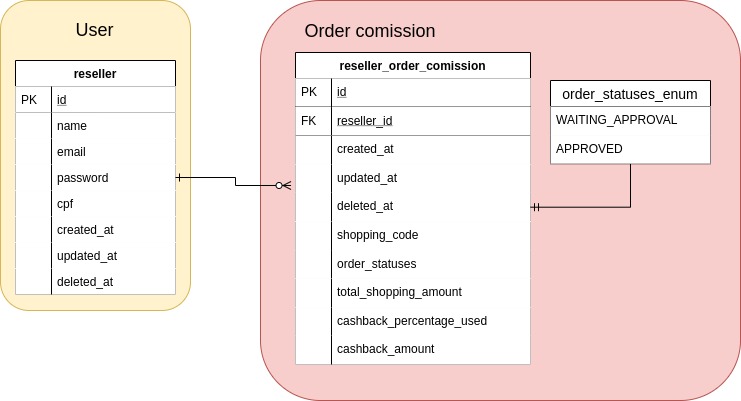 User
reseller
PK id
name
email
password
cpf
created_at
updated_at
deleted_at
Order comission
reseller_order_comission
PK id
FK reseller_id
created_at
updated_at
deleted_at
shopping_code
order_statuses
total_shopping_amount
cashback_percentage_used
cashback_amount
order_statuses_enum
WAITING_APPROVAL
APPROVED